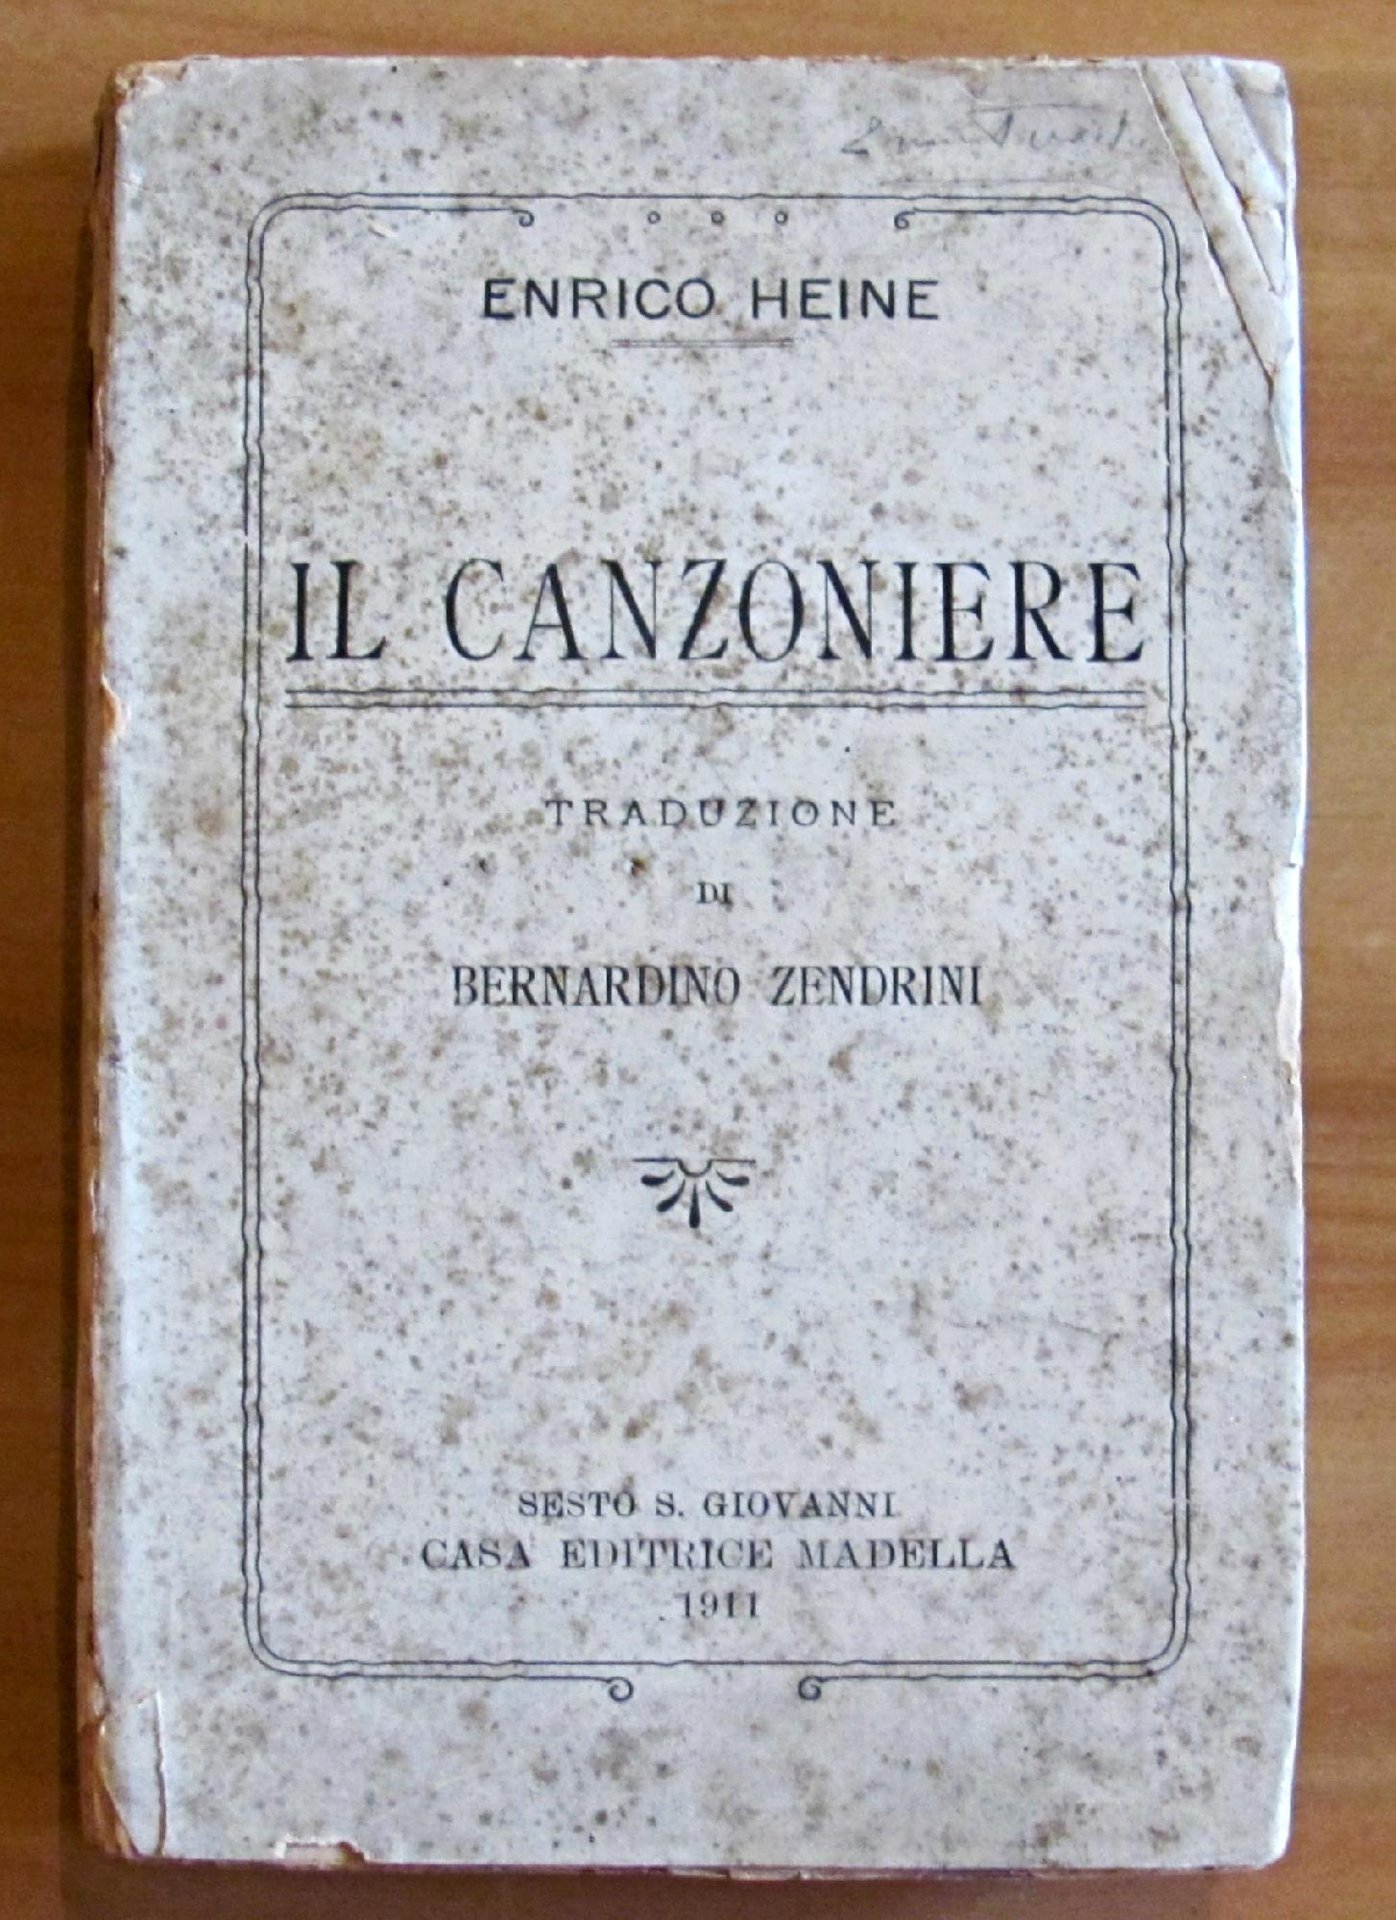 ENRICO HEINE
IL CANZONIERE
TRADUZIONE
DI
BERNARDINO ZENDRINI
SESTO S. GIOVANNI
CASA EDITRICE MADELLA
1911